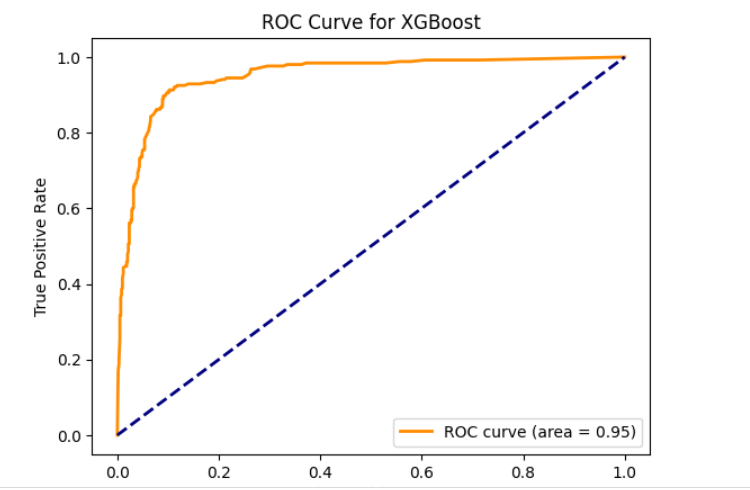 ROC Curve for XGBoost
1.0
0.8
0.6
0.4
0.2
0.0
True Positive Rate
ROC curve (area = 0.95)
0.0 0.2 0.4 0.6 0.8 1.0